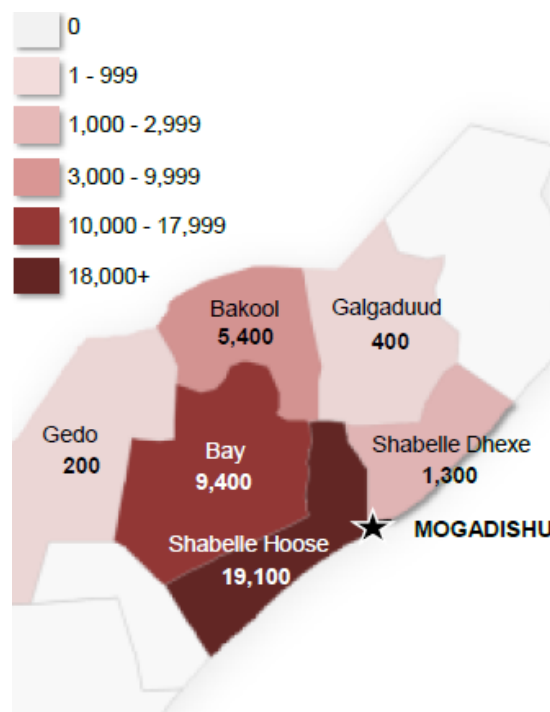 0
1 - 999
1,000 - 2,999
3,000 - 9,999
10,000 - 17,999
18,000+
Bakool
5,400
Galgaduud
400
Gedo
200
Bay
9,400
Shabelle Dhexe
1,300
MOGADISHU
Shabelle Hoose
19,100